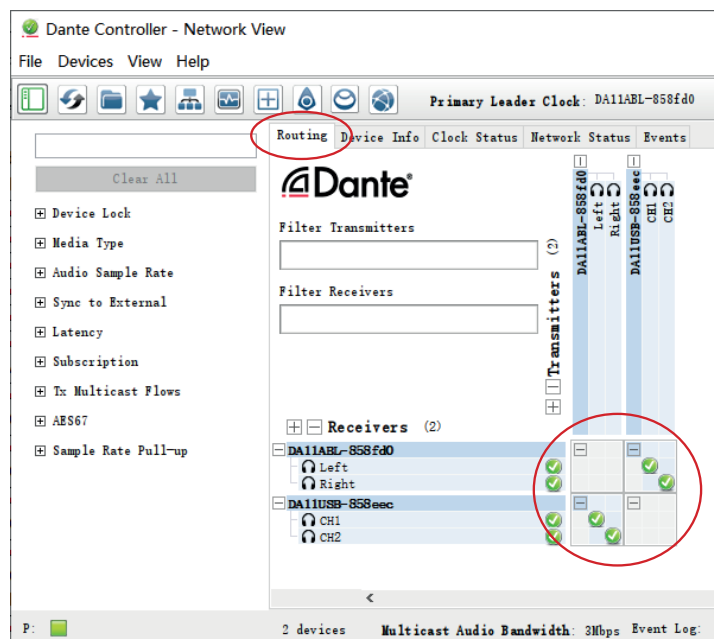 Dante Controller - Network View
File Devices View Help
Primary Leader Clock: DA11ABL-858fd0
Routing Device Info Clock Status Network Status Events
Clear All
Device Lock
Media Type
Audio Sample Rate
Sync to External
Latency
Subscription
Tx Multicast Flows
AES67
Sample Rate Pull-up
Dante®
Filter Transmitters
Filter Receivers
Transmitters (2)
DA11ABL-858fd0
Left
Right
DA11USB-858eec
CH1
CH2
Receivers (2)
DA11ABL-858fd0
Left
Right
DA11USB-858eec
CH1
CH2
P:
2 devices
Multicast Audio Bandwidth: 3Mbps
Event Log: